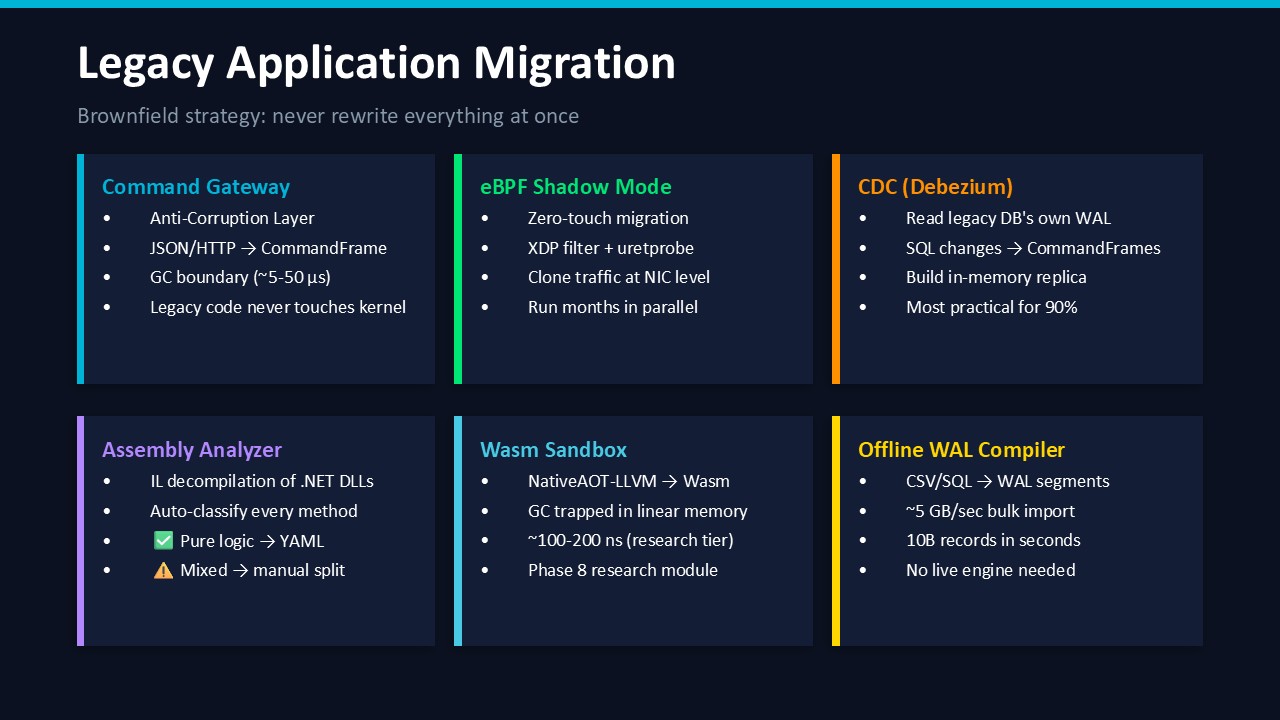 Legacy Application Migration
Brownfield strategy: never rewrite everything at once
Command Gateway
• Anti-Corruption Layer
• JSON/HTTP → CommandFrame
• GC boundary (~5-50 µs)
• Legacy code never touches kernel
eBPF Shadow Mode
• Zero-touch migration
• XDP filter + uretprobe
• Clone traffic at NIC level
• Run months in parallel
CDC (Debezium)
• Read legacy DB's own WAL
• SQL changes → CommandFrames
• Build in-memory replica
• Most practical for 90%
Assembly Analyzer
• IL decompilation of .NET DLLs
• Auto-classify every method
• ✅ Pure logic → YAML
• ⚠️ Mixed → manual split
Wasm Sandbox
• NativeAOT-LLVM → Wasm
• GC trapped in linear memory
• ~100-200 ns (research tier)
• Phase 8 research module
Offline WAL Compiler
• CSV/SQL → WAL segments
• ~5 GB/sec bulk import
• 10B records in seconds
• No live engine needed